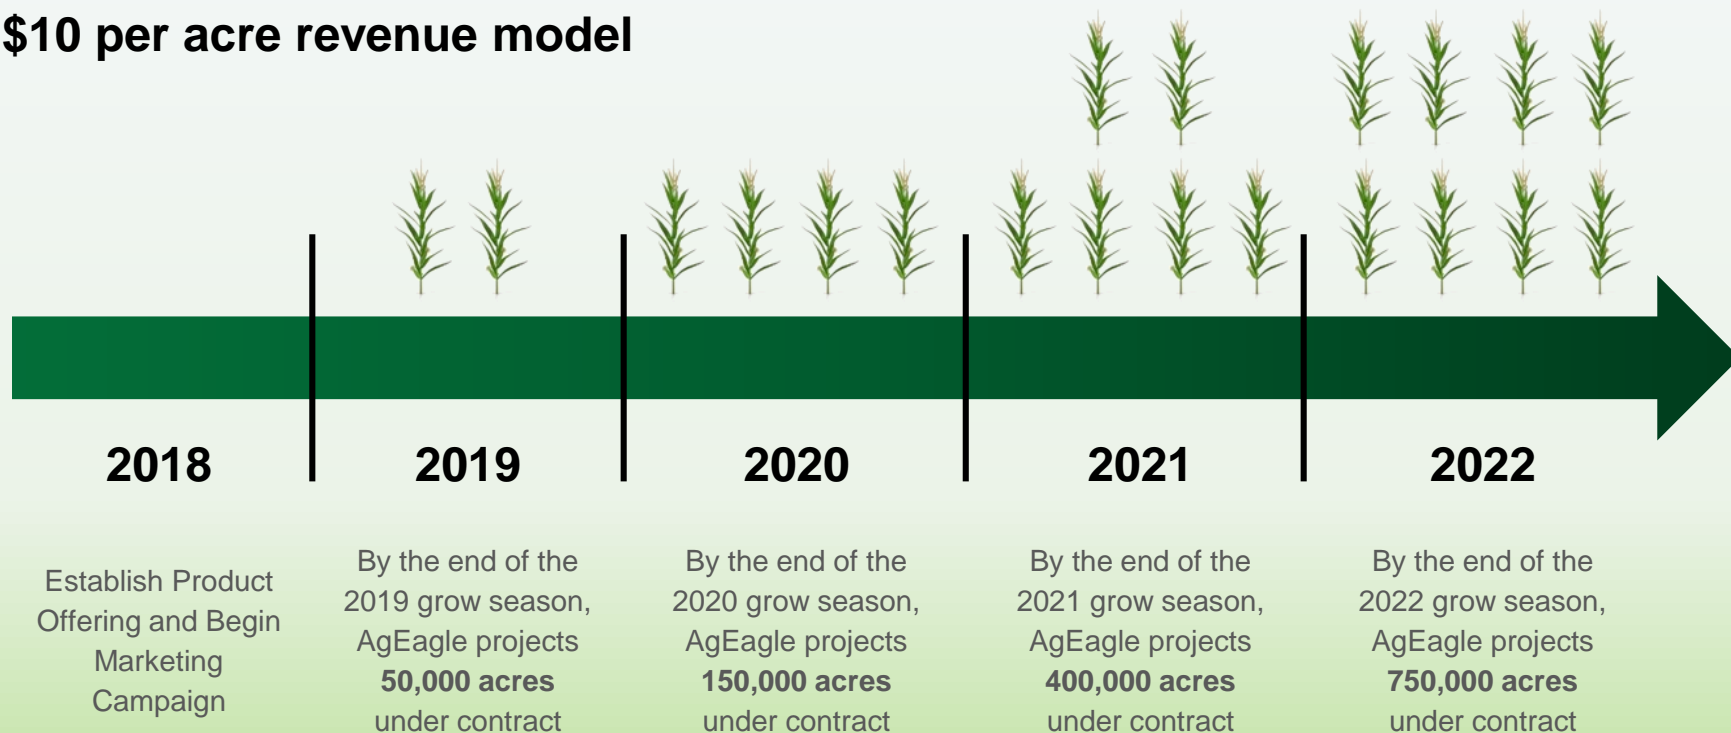 $10 per acre revenue model
2018
2019
2020
2021
2022
Establish Product
Offering and Begin
Marketing
Campaign
By the end of the
2019 grow season,
AgEagle projects
50,000 acres
under contract
By the end of the
2020 grow season,
AgEagle projects
150,000 acres
under contract
By the end of the
2021 grow season,
AgEagle projects
400,000 acres
under contract
By the end of the
2022 grow season,
AgEagle projects
750,000 acres
under contract